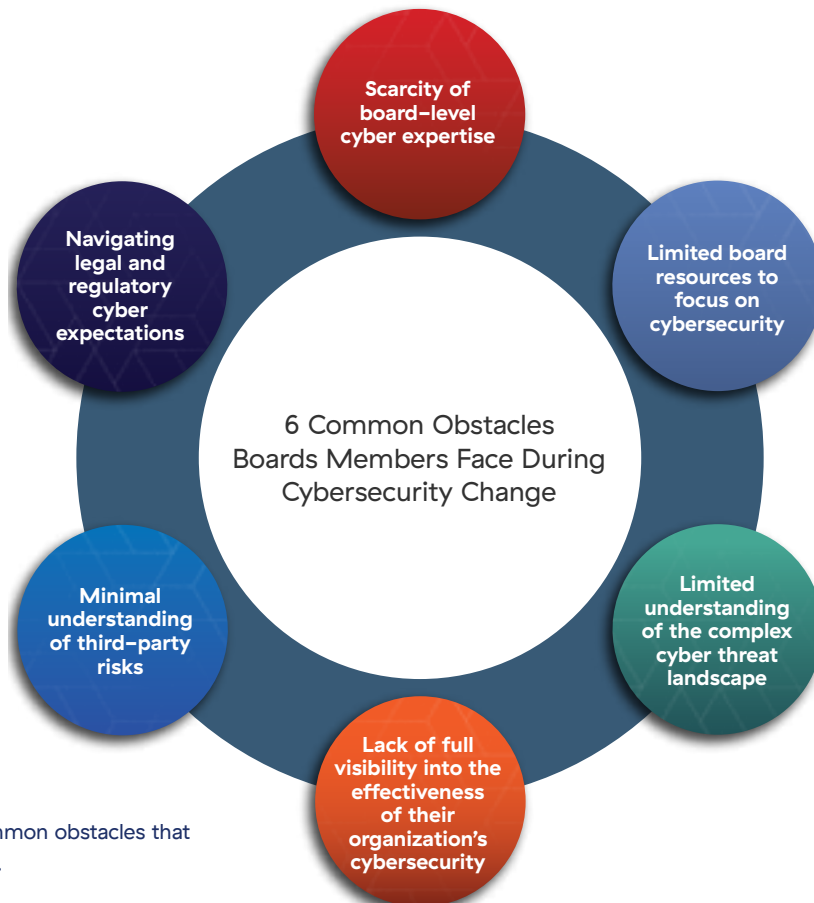 Scarcity of
board-level
cyber expertise
Limited board
resources to
focus on
cybersecurity
Limited
understanding
of the complex
cyber threat
landscape
Lack of full
visibility into the
effectiveness
of their
organization's
cybersecurity
Minimal
understanding
of third-party
risks
Navigating
legal and
regulatory
cyber
expectations
6 Common Obstacles
Boards Members Face During
Cybersecurity Change
obstacles that